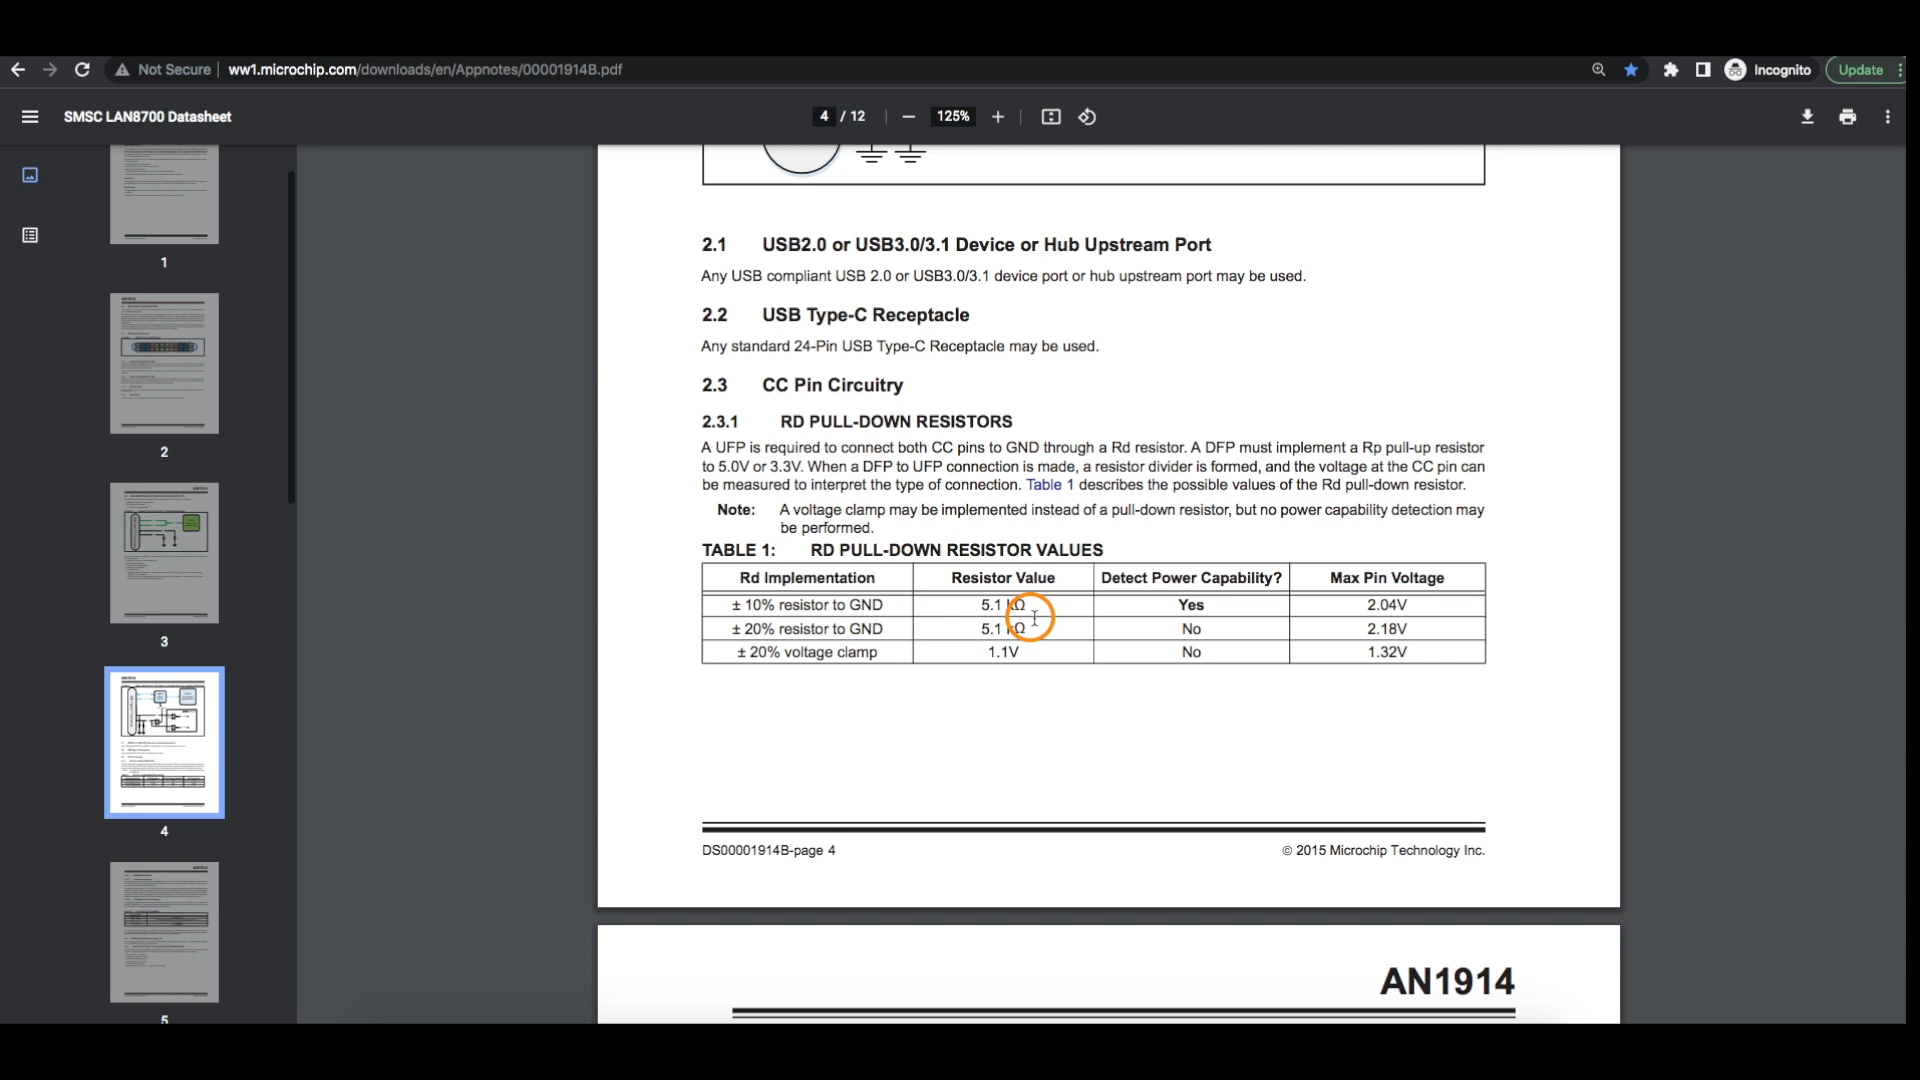 Not Secure ww1.microchip.com/downloads/en/Appnotes/00001914B.pdf Incognito Update
SMSC LAN8700 Datasheet 4 / 12 125%
1
2
3
4
5
2.1 USB2.0 or USB3.0/3.1 Device or Hub Upstream Port
Any USB compliant USB 2.0 or USB3.0/3.1 device port or hub upstream port may be used.
2.2 USB Type-C Receptacle
Any standard 24-Pin USB Type-C Receptacle may be used.
2.3 CC Pin Circuitry
2.3.1 RD PULL-DOWN RESISTORS
A UFP is required to connect both CC pins to GND through a Rd resistor. A DFP must implement a Rp pull-up resistor
to 5.0V or 3.3V. When a DFP to UFP connection is made, a resistor divider is formed, and the voltage at the CC pin can
be measured to interpret the type of connection. Table 1 describes the possible values of the Rd pull-down resistor.
Note: A voltage clamp may be implemented instead of a pull-down resistor, but no power capability detection may
be performed.
TABLE 1: RD PULL-DOWN RESISTOR VALUES
Rd Implementation Resistor Value Detect Power Capability? Max Pin Voltage
± 10% resistor to GND 5.1 kΩ Yes 2.04V
± 20% resistor to GND 5.1 kΩ No 2.18V
± 20% voltage clamp 1.1V No 1.32V
DS00001914B-page 4 © 2015 Microchip Technology Inc.
AN1914